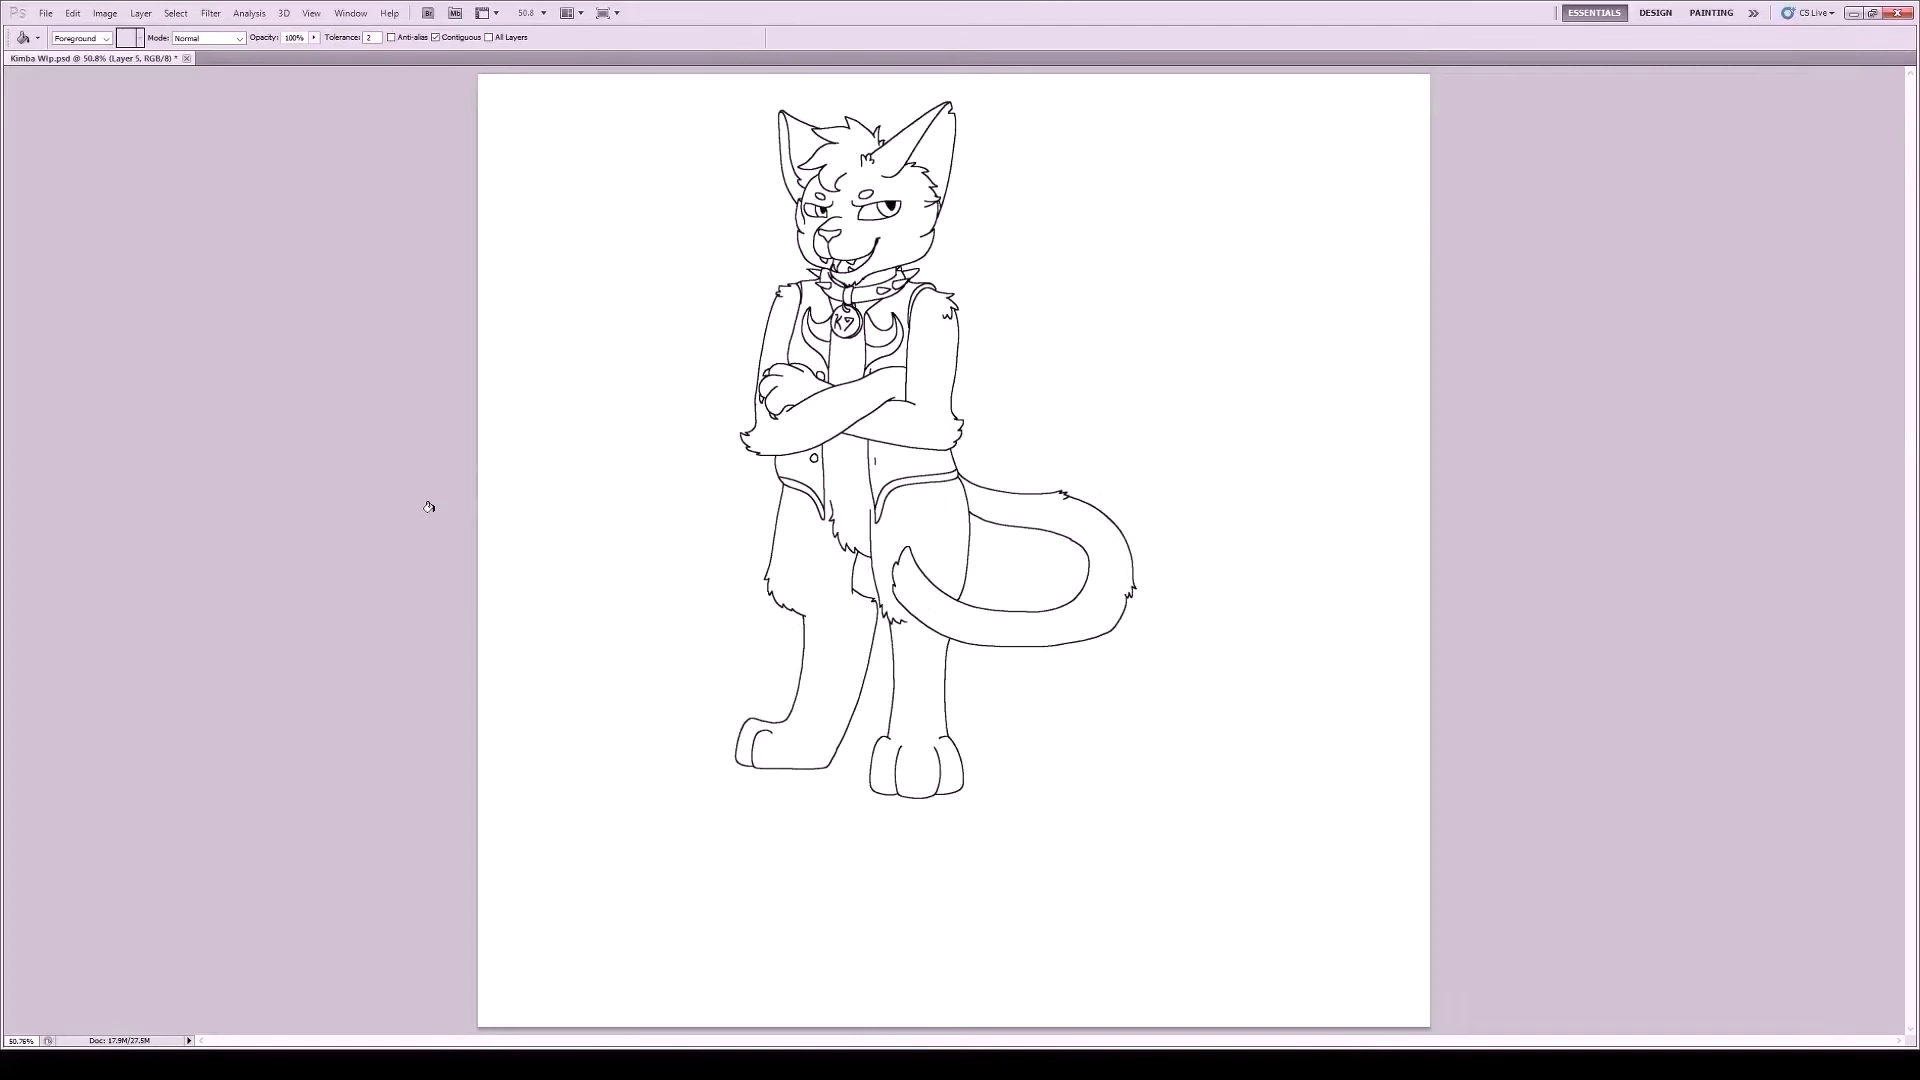 Ps File Edit Image Layer Select Filter Analysis 3D View Window Help Br Mb 50.8 ESSENTIALS DESIGN PAINTING CS Live
Foreground Mode: Normal Opacity: 100% Tolerance: 2 Anti-alias Contiguous All Layers
Kimba Wip.psd @ 50.8% (Layer 5, RGB/8) *
K9
50.76% Doc: 17.9M/27.5M